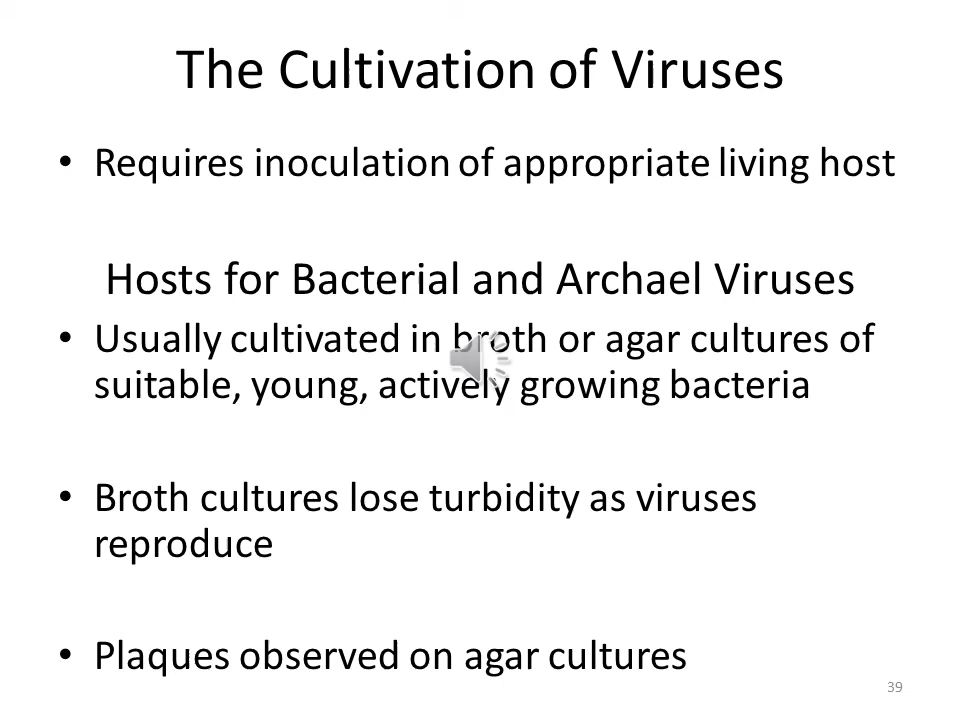 The Cultivation of Viruses
• Requires inoculation of appropriate living host
Hosts for Bacterial and Archael Viruses
• Usually cultivated in broth or agar cultures of
suitable, young, actively growing bacteria
• Broth cultures lose turbidity as viruses
reproduce
• Plaques observed on agar cultures
39